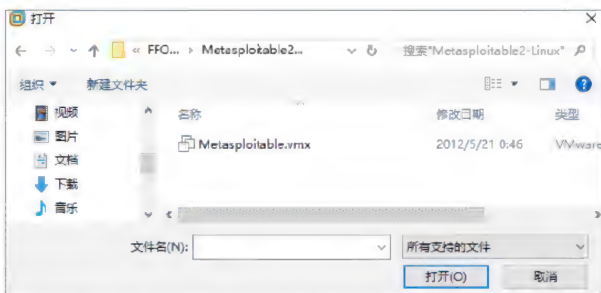 打开
« FFO... › Metasploitable2... 搜索"Metasploitable2-Linux"
组织 新建文件夹
视频 名称 修改日期 类型
图片 Metasploitable.vmx 2012/5/21 0:46 VMware
文档
下载
音乐
文件名(N): 所有支持的文件
打开(O) 取消